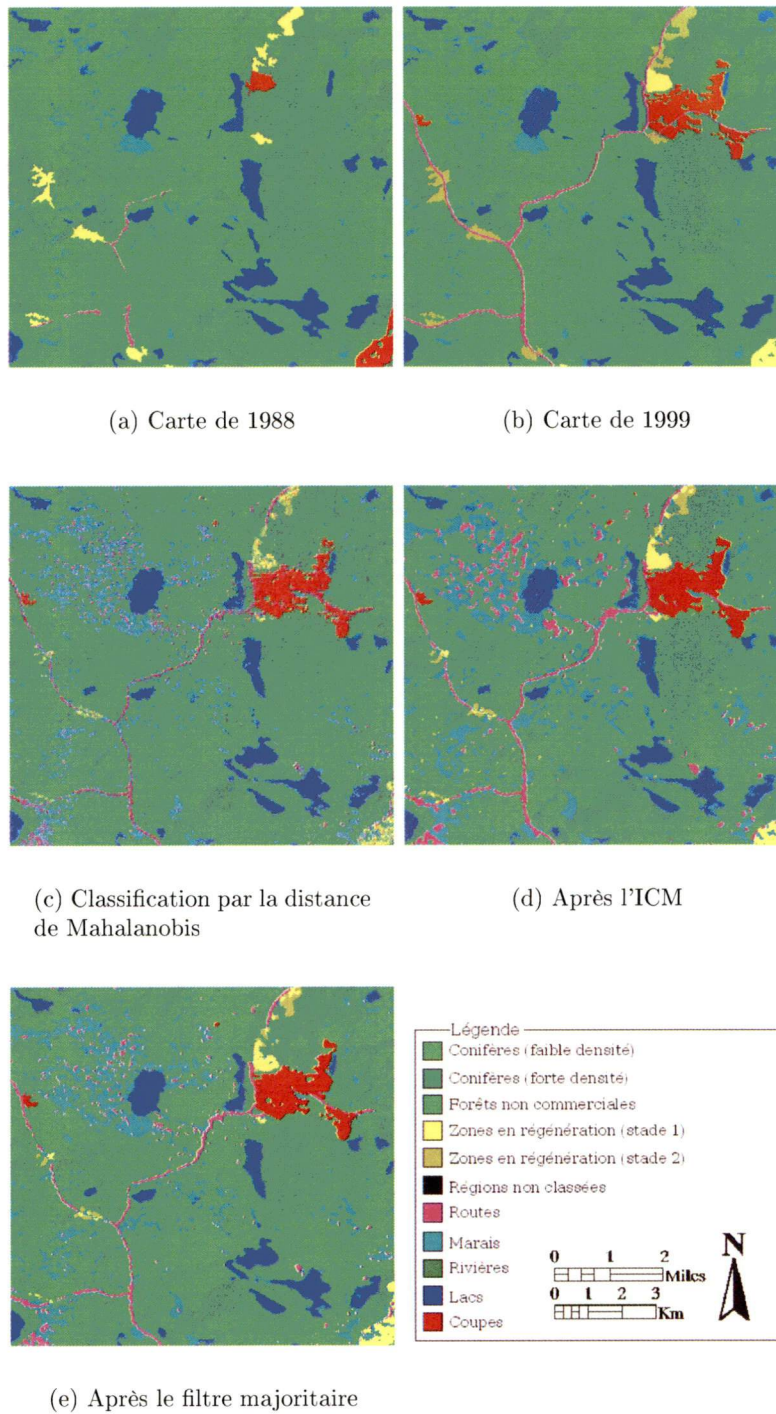 (a) Carte de 1988
(b) Carte de 1999
(c) Classification par la distance
de Mahalanobis
(d) Après l'ICM
(e) Après le filtre majoritaire
Légende
Conifères (faible densité)
Conifères (forte densité)
Forêts non commerciales
Zones en régénération (stade 1)
Zones en régénération (stade 2)
Régions non classées
Routes
Marais
Rivières
Lacs
Coupes
0 1 2
Miles
0 1 2 3
Km
N